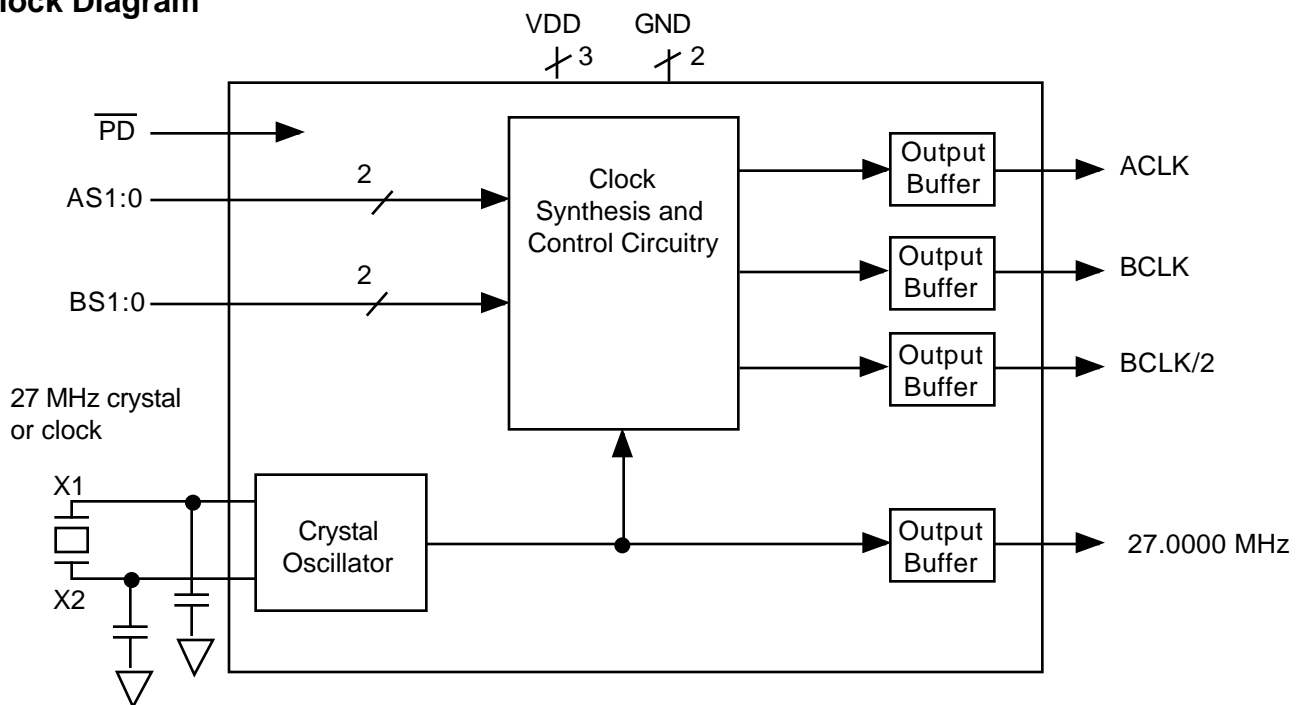 lock Diagram
VDD
GND
3
2
PD
AS1:0
2
BS1:0
2
Clock
Synthesis and
Control Circuitry
Output
Buffer
ACLK
Output
Buffer
BCLK
Output
Buffer
BCLK/2
27 MHz crystal
or clock
X1
X2
Crystal
Oscillator
Output
Buffer
27.0000 MHz